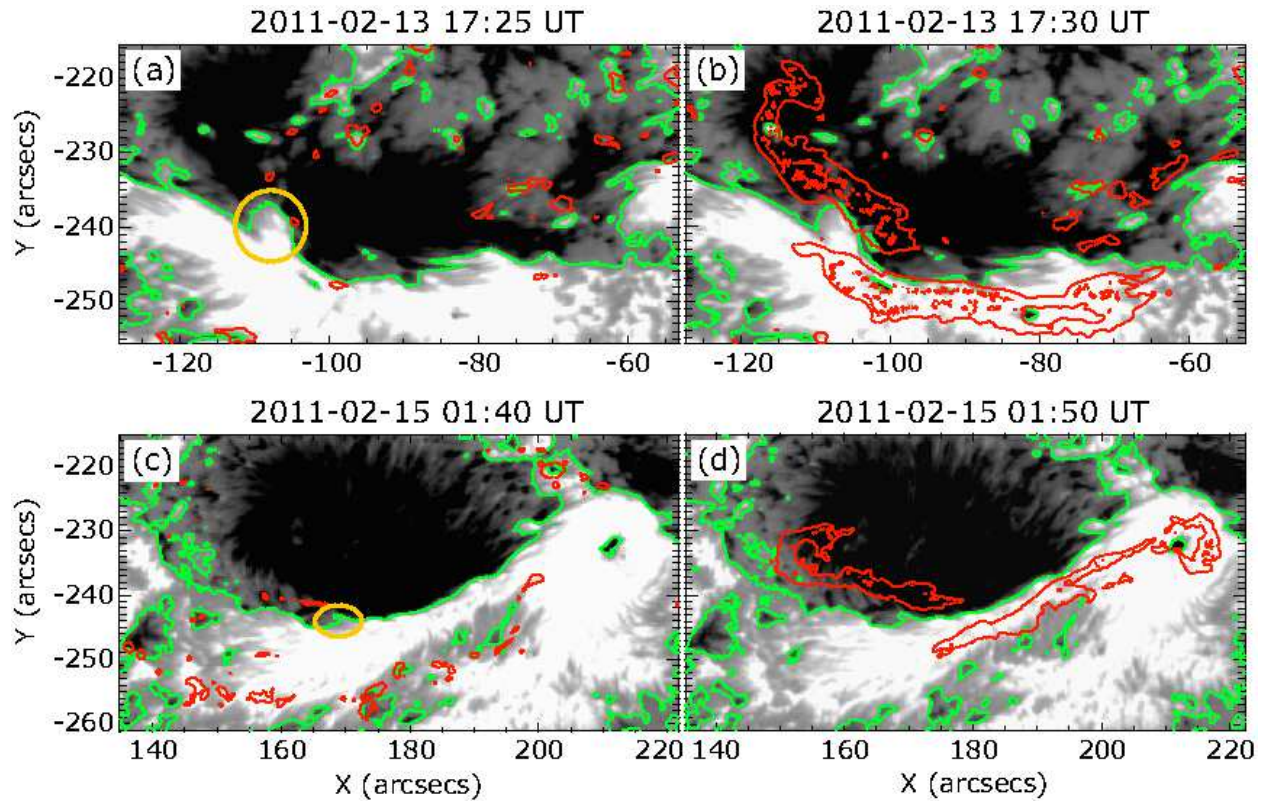 2011-02-13 17:25 UT
2011-02-13 17:30 UT
(a)
(b)
Y (arcsecs)
-220
-230
-240
-250
-120 -100 -80 -60
-120 -100 -80 -60
2011-02-15 01:40 UT
2011-02-15 01:50 UT
(c)
(d)
Y (arcsecs)
-220
-230
-240
-250
-260
140 160 180 200 220
140 160 180 200 220
X (arcsecs)
X (arcsecs)